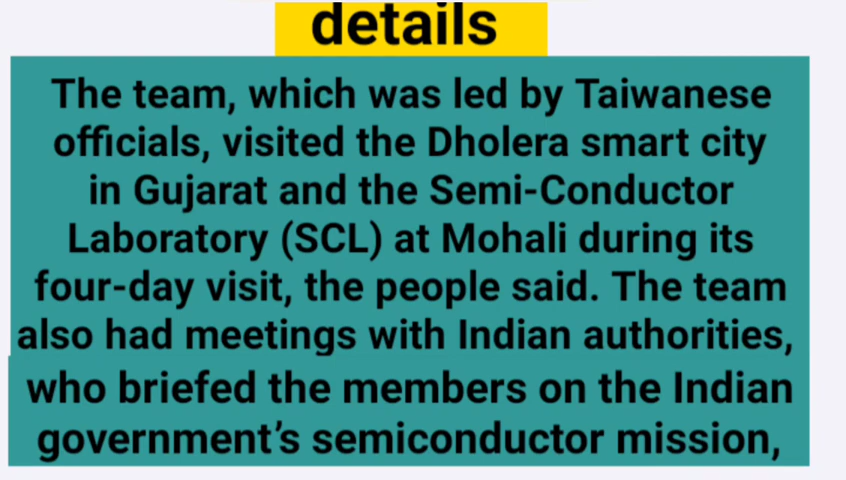 details
The team, which was led by Taiwanese
officials, visited the Dholera smart city
in Gujarat and the Semi-Conductor
Laboratory (SCL) at Mohali during its
four-day visit, the people said. The team
also had meetings with Indian authorities,
who briefed the members on the Indian
government’s semiconductor mission,